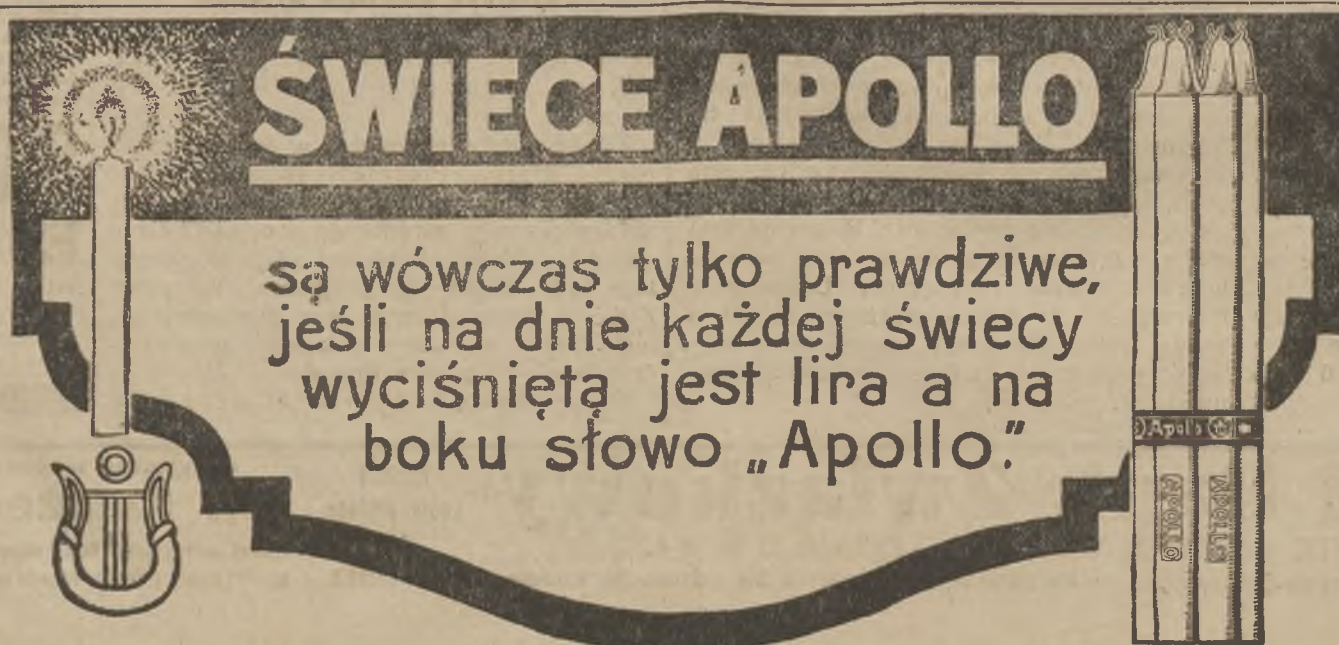 ŚWIECE APOLLO
są wówczas tylko prawdziwe,
jeśli na dnie każdej świecy
wyciśniętą jest lira a na
boku słowo „Apollo."
Apollo
APOLLO
APOLLO